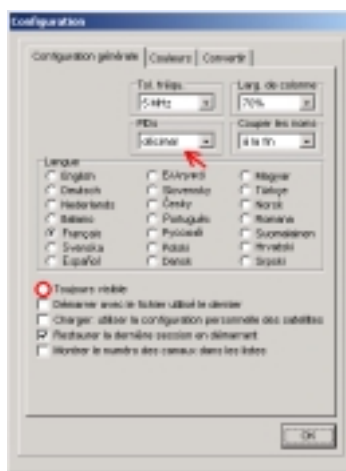 Configuration
Configuration générale Couleurs Convertir
Tol. fréqu. Larg. de colonne
5 MHz 70%
PIDs Couper les noms
décimal à la fin
Langue
English Ελληνικά Magyar
Deutsch Slovensky Türkçe
Nederlands Česky Norsk
Italiano Português Romana
Français Русский Suomalainen
Svenska Polski Hrvatski
Español Dansk Srpski
Toujours visible
Démarrer avec le fichier utilisé le dernier
Charger: utiliser la configuration personnelle des satellites
Restaurer la dernière session en démarrant
Montrer le numéro des canaux dans les listes
OK